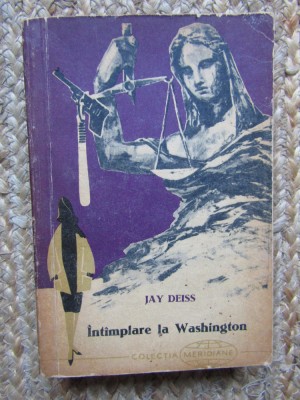 JAY DEISS
Întîmplare la Washington
COLECȚIA MERIDIANE